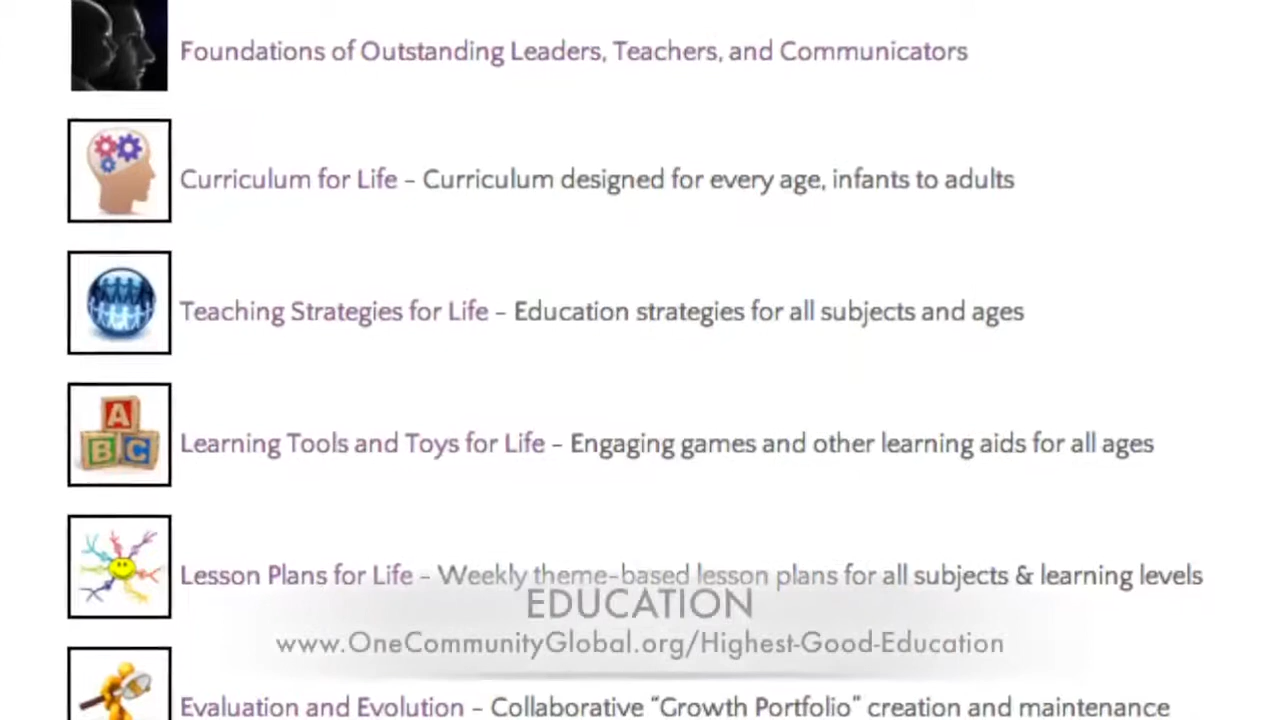 Foundations of Outstanding Leaders, Teachers, and Communicators
Curriculum for Life - Curriculum designed for every age, infants to adults
Teaching Strategies for Life - Education strategies for all subjects and ages
A
B C
Learning Tools and Toys for Life - Engaging games and other learning aids for all ages
Lesson Plans for Life - Weekly theme-based lesson plans for all subjects & learning levels
EDUCATION
www.OneCommunityGlobal.org/Highest-Good-Education
Evaluation and Evolution - Collaborative "Growth Portfolio" creation and maintenance